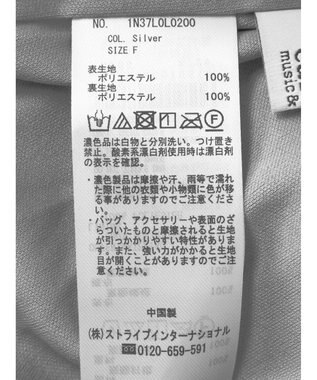 NO. 1N37L0L0200
COL. Silver
SIZE F
表生地
ポリエステル 100%
裏生地
ポリエステル 100%
濃色品は白物と分別洗い。つけ置き
禁止。酸素系漂白剤使用時は漂白剤
の表示を確認。
・濃色製品は摩擦や汗、雨等で濡れ
た際に他の衣類や小物類に色が移
る事がありますのでご注意くださ
い。
・バッグ、アクセサリーや表面のざ
らついたものと摩擦されると生地
が引っかかりやすい特性がありま
す。また、強い力がかかると生地
目が開くことがありますのでご注
意ください。
中国製
(株)ストライプインターナショナル
☏0120-659-591
music &